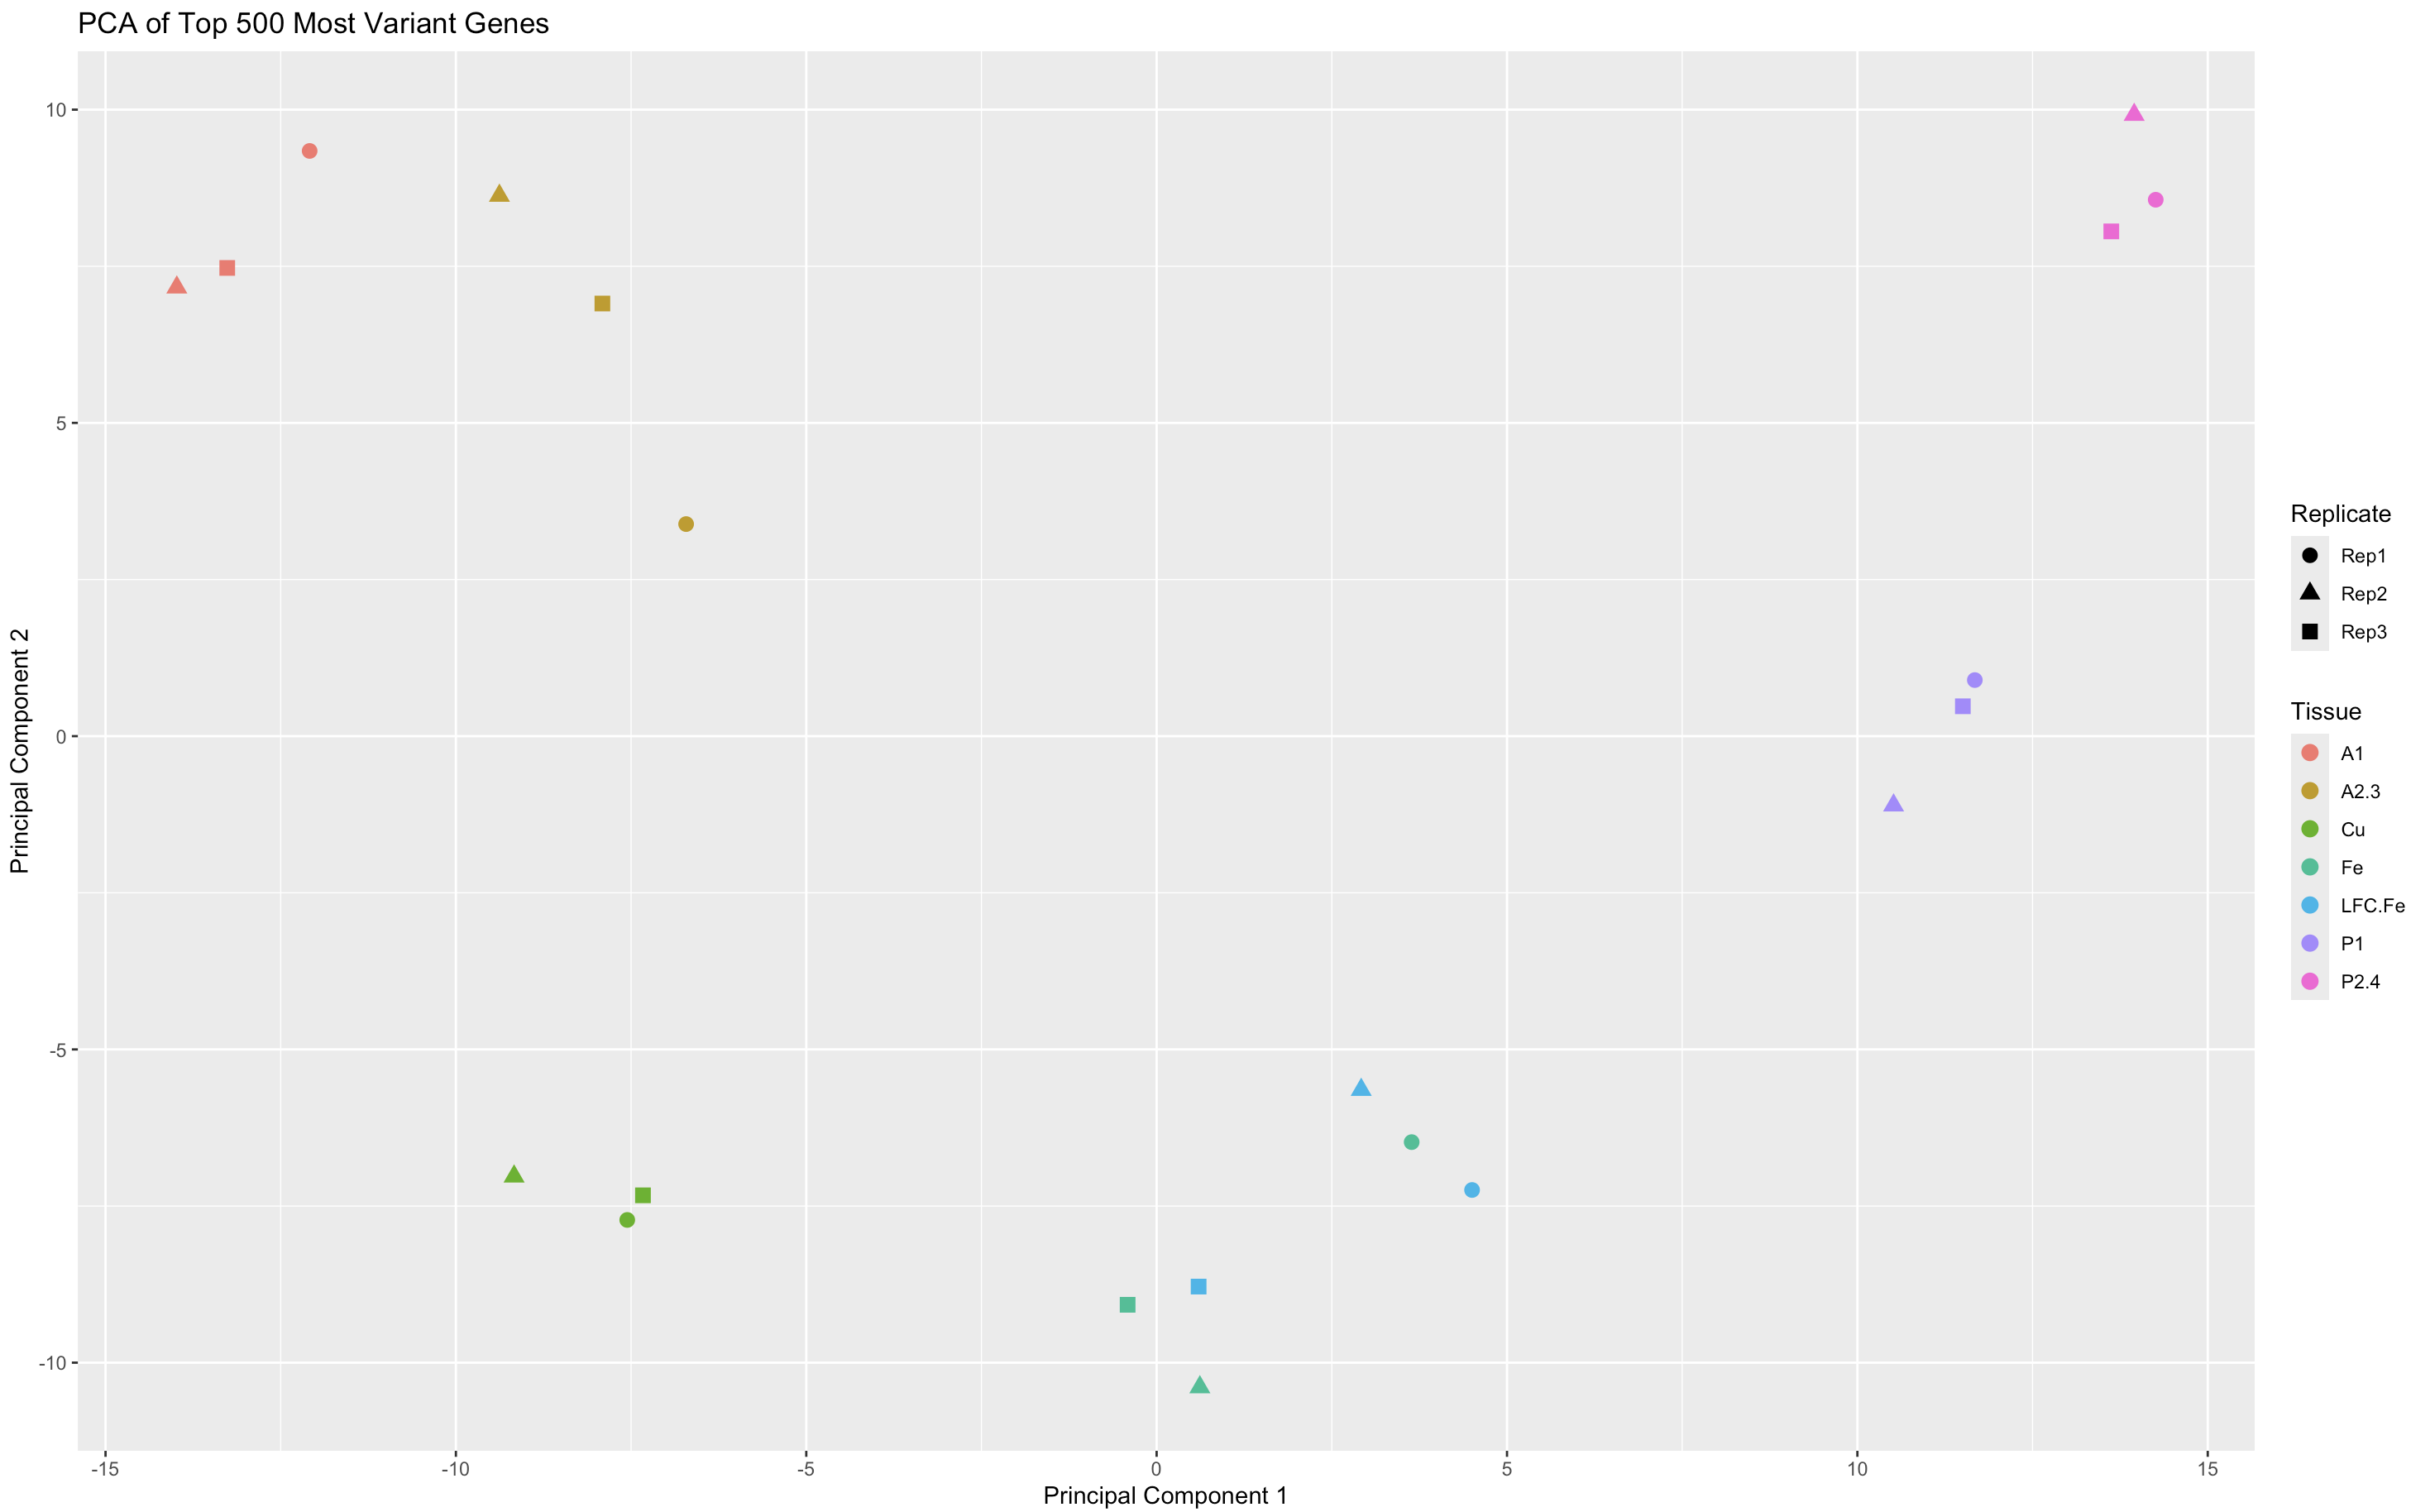 PCA of Top 500 Most Variant Genes
10
5
0
-5
-10
Principal Component 2
-15
-10
-5
0
5
10
15
Principal Component 1
Replicate
Rep1
Rep2
Rep3
Tissue
A1
A2.3
Cu
Fe
LFC.Fe
P1
P2.4